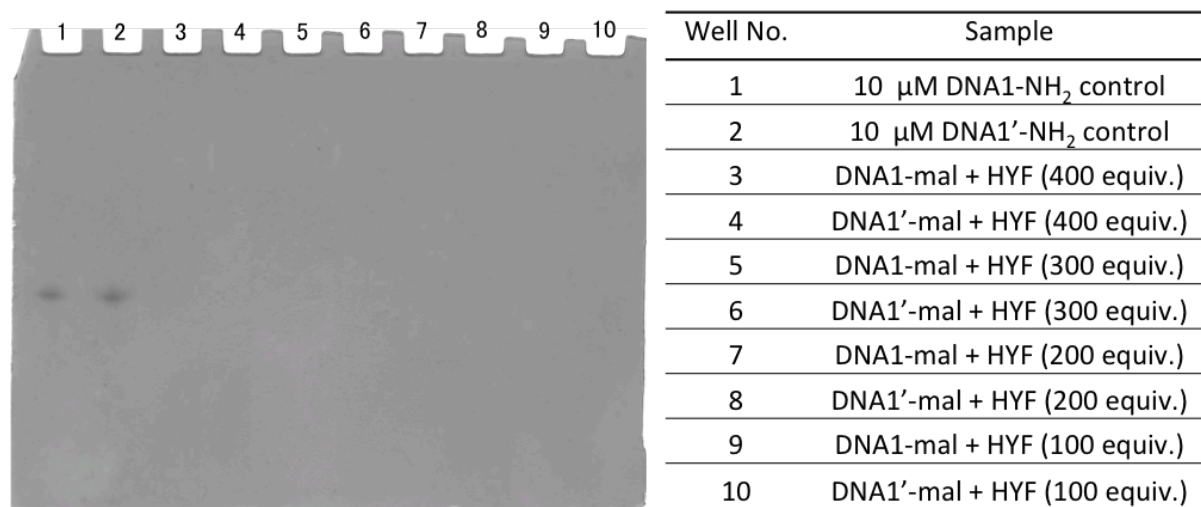 1 2 3 4 5 6 7 8 9 10
Well No. Sample
1 10 μM DNA1-NH₂ control
2 10 μM DNA1’-NH₂ control
3 DNA1-mal + HYF (400 equiv.)
4 DNA1’-mal + HYF (400 equiv.)
5 DNA1-mal + HYF (300 equiv.)
6 DNA1’-mal + HYF (300 equiv.)
7 DNA1-mal + HYF (200 equiv.)
8 DNA1’-mal + HYF (200 equiv.)
9 DNA1-mal + HYF (100 equiv.)
10 DNA1’-mal + HYF (100 equiv.)